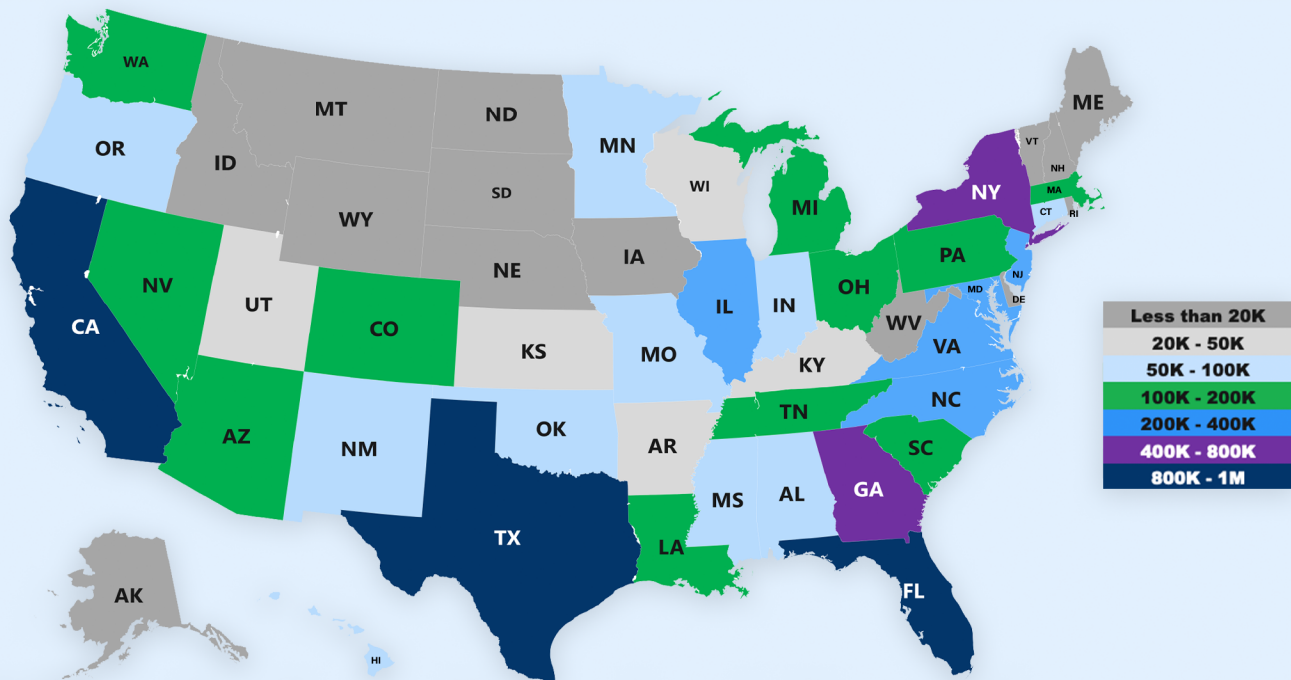 WA
MT
ND
MN
ME
OR
ID
SD
WI
MI
VT
NH
NY
MA
CT
RI
WY
NE
IA
PA
NJ
NV
UT
CO
IL
IN
OH
MD
DE
WV
VA
CA
KS
MO
KY
NC
AZ
NM
OK
AR
TN
SC
MS
AL
GA
TX
LA
FL
AK
HI
Less than 20K
20K - 50K
50K - 100K
100K - 200K
200K - 400K
400K - 800K
800K - 1M